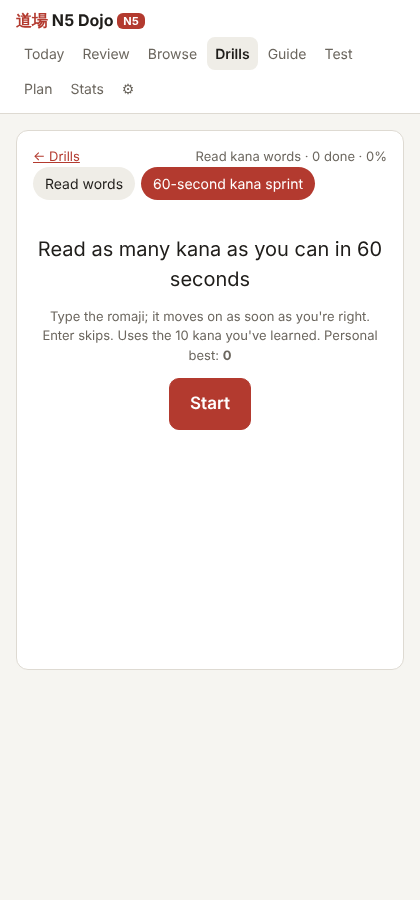 道場 N5 Dojo N5
Today Review Browse Drills Guide Test
Plan Stats ⚙
← Drills Read kana words · 0 done · 0%
Read words 60-second kana sprint
Read as many kana as you can in 60
seconds
Type the romaji; it moves on as soon as you're right.
Enter skips. Uses the 10 kana you've learned. Personal
best: 0
Start